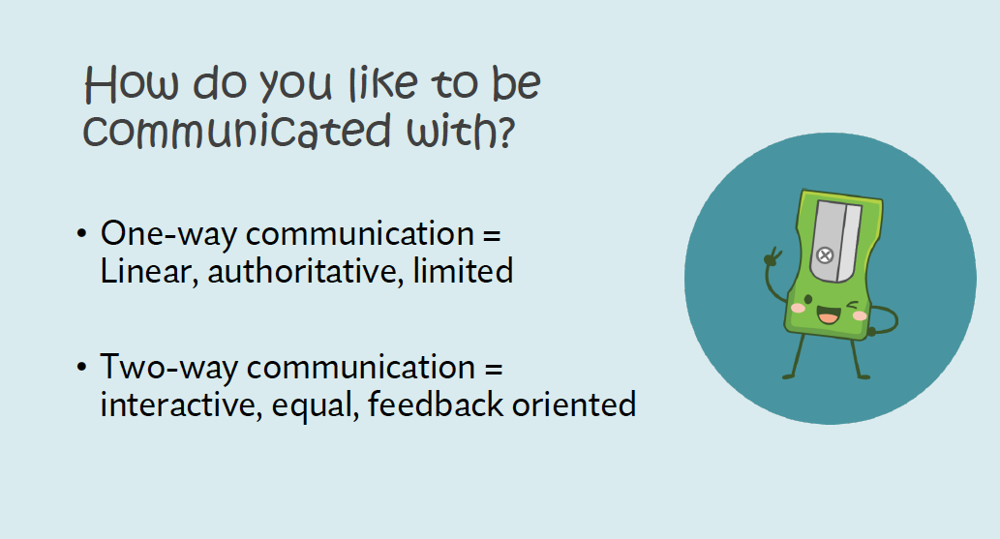 How do you like to be
communicated with?
• One-way communication =
Linear, authoritative, limited
• Two-way communication =
interactive, equal, feedback oriented